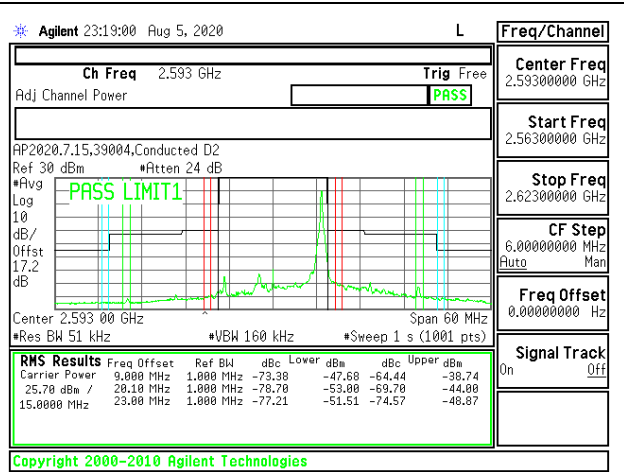 Agilent 23:19:00 Aug 5, 2020 L
Freq/Channel
Ch Freq 2.593 GHz Trig Free
Adj Channel Power PASS
AP2020.7.15,39004,Conducted D2
Ref 30 dBm #Atten 24 dB
#Avg
Log
10
dB/
Offst
17.2
dB
PASS LIMIT1
Center 2.593 00 GHz Span 60 MHz
#Res BW 51 kHz #VBW 160 kHz #Sweep 1 s (1001 pts)
RMS Results Freq Offset Ref BW dBc Lower dBm dBc Upper dBm
Carrier Power 9.000 MHz 1.000 MHz -73.38 -47.68 -64.44 -38.74
25.70 dBm / 20.10 MHz 1.000 MHz -78.70 -53.00 -69.70 -44.00
15.0000 MHz 23.00 MHz 1.000 MHz -77.21 -51.51 -74.57 -48.87
Center Freq
2.59300000 GHz
Start Freq
2.56300000 GHz
Stop Freq
2.62300000 GHz
CF Step
6.00000000 MHz
Auto Man
Freq Offset
0.00000000 Hz
Signal Track
On Off
Copyright 2000-2010 Agilent Technologies